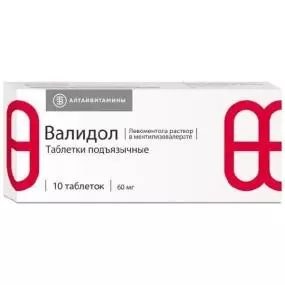 АЛТАЙВИТАМИНЫ
Валидол
Левоментола раствор
в ментилизовалерате
Таблетки подъязычные
10 таблеток
60 мг